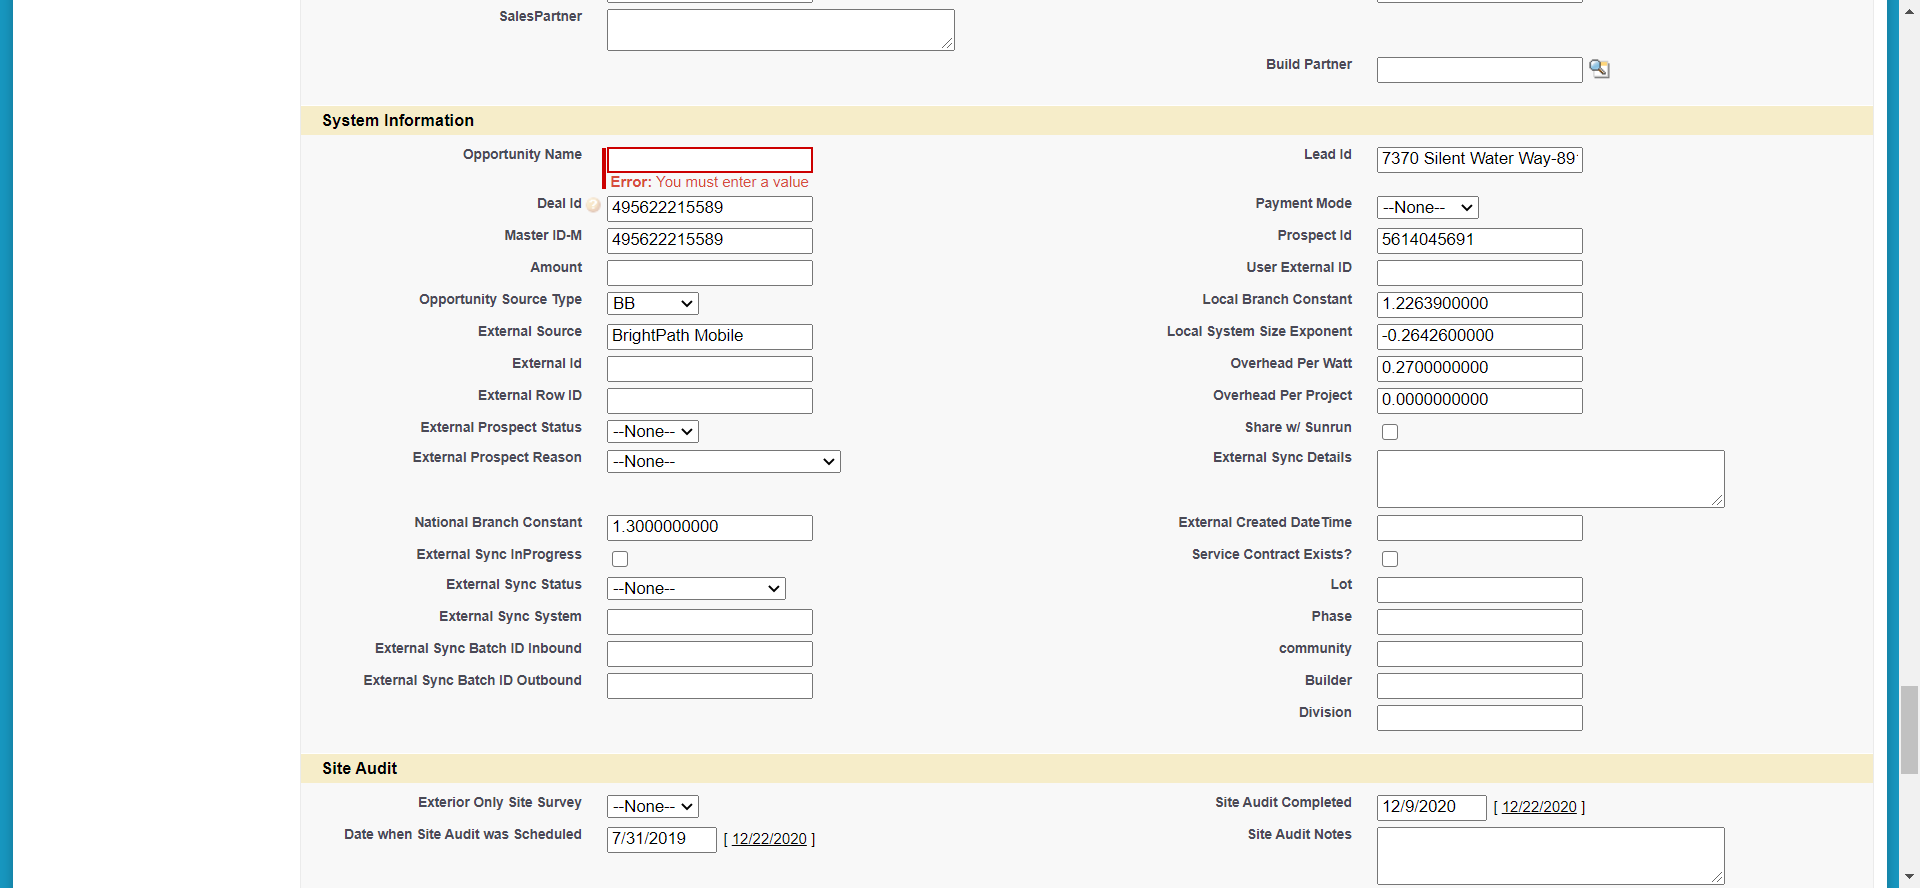 SalesPartner
Build Partner
System Information
Opportunity Name
Lead Id 7370 Silent Water Way-89
Error: You must enter a value
Deal Id ? 495622215589
Payment Mode --None--
Master ID-M 495622215589
Prospect Id 5614045691
Amount
User External ID
Opportunity Source Type BB
Local Branch Constant 1.2263900000
External Source BrightPath Mobile
Local System Size Exponent -0.2642600000
External Id
Overhead Per Watt 0.2700000000
External Row ID
Overhead Per Project 0.0000000000
External Prospect Status --None--
Share w/ Sunrun
External Prospect Reason --None--
External Sync Details
National Branch Constant 1.3000000000
External Created DateTime
External Sync InProgress
Service Contract Exists?
External Sync Status --None--
Lot
External Sync System
Phase
External Sync Batch ID Inbound
community
External Sync Batch ID Outbound
Builder
Division
Site Audit
Exterior Only Site Survey --None--
Site Audit Completed 12/9/2020 [ 12/22/2020 ]
Date when Site Audit was Scheduled 7/31/2019 [ 12/22/2020 ]
Site Audit Notes